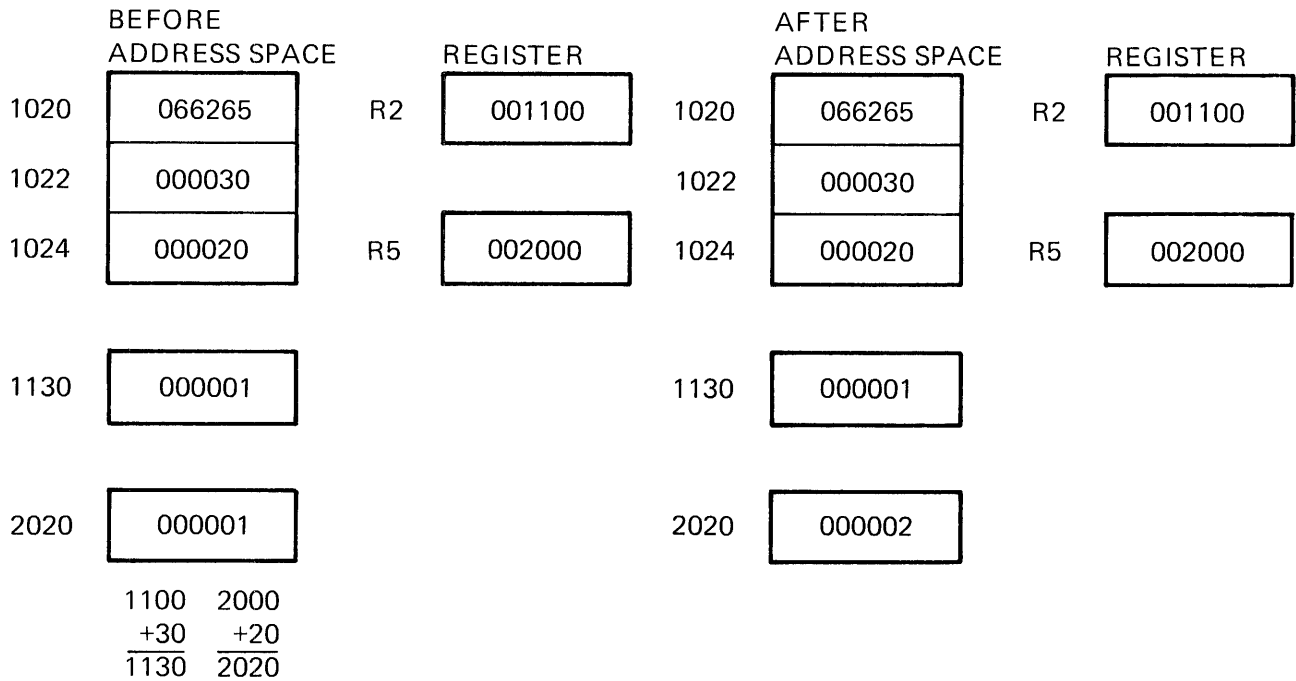 BEFORE
ADDRESS SPACE REGISTER
1020 066265 R2 001100
1022 000030
1024 000020 R5 002000
1130 000001
2020 000001
1100 2000
+30 +20
1130 2020
AFTER
ADDRESS SPACE REGISTER
1020 066265 R2 001100
1022 000030
1024 000020 R5 002000
1130 000001
2020 000002